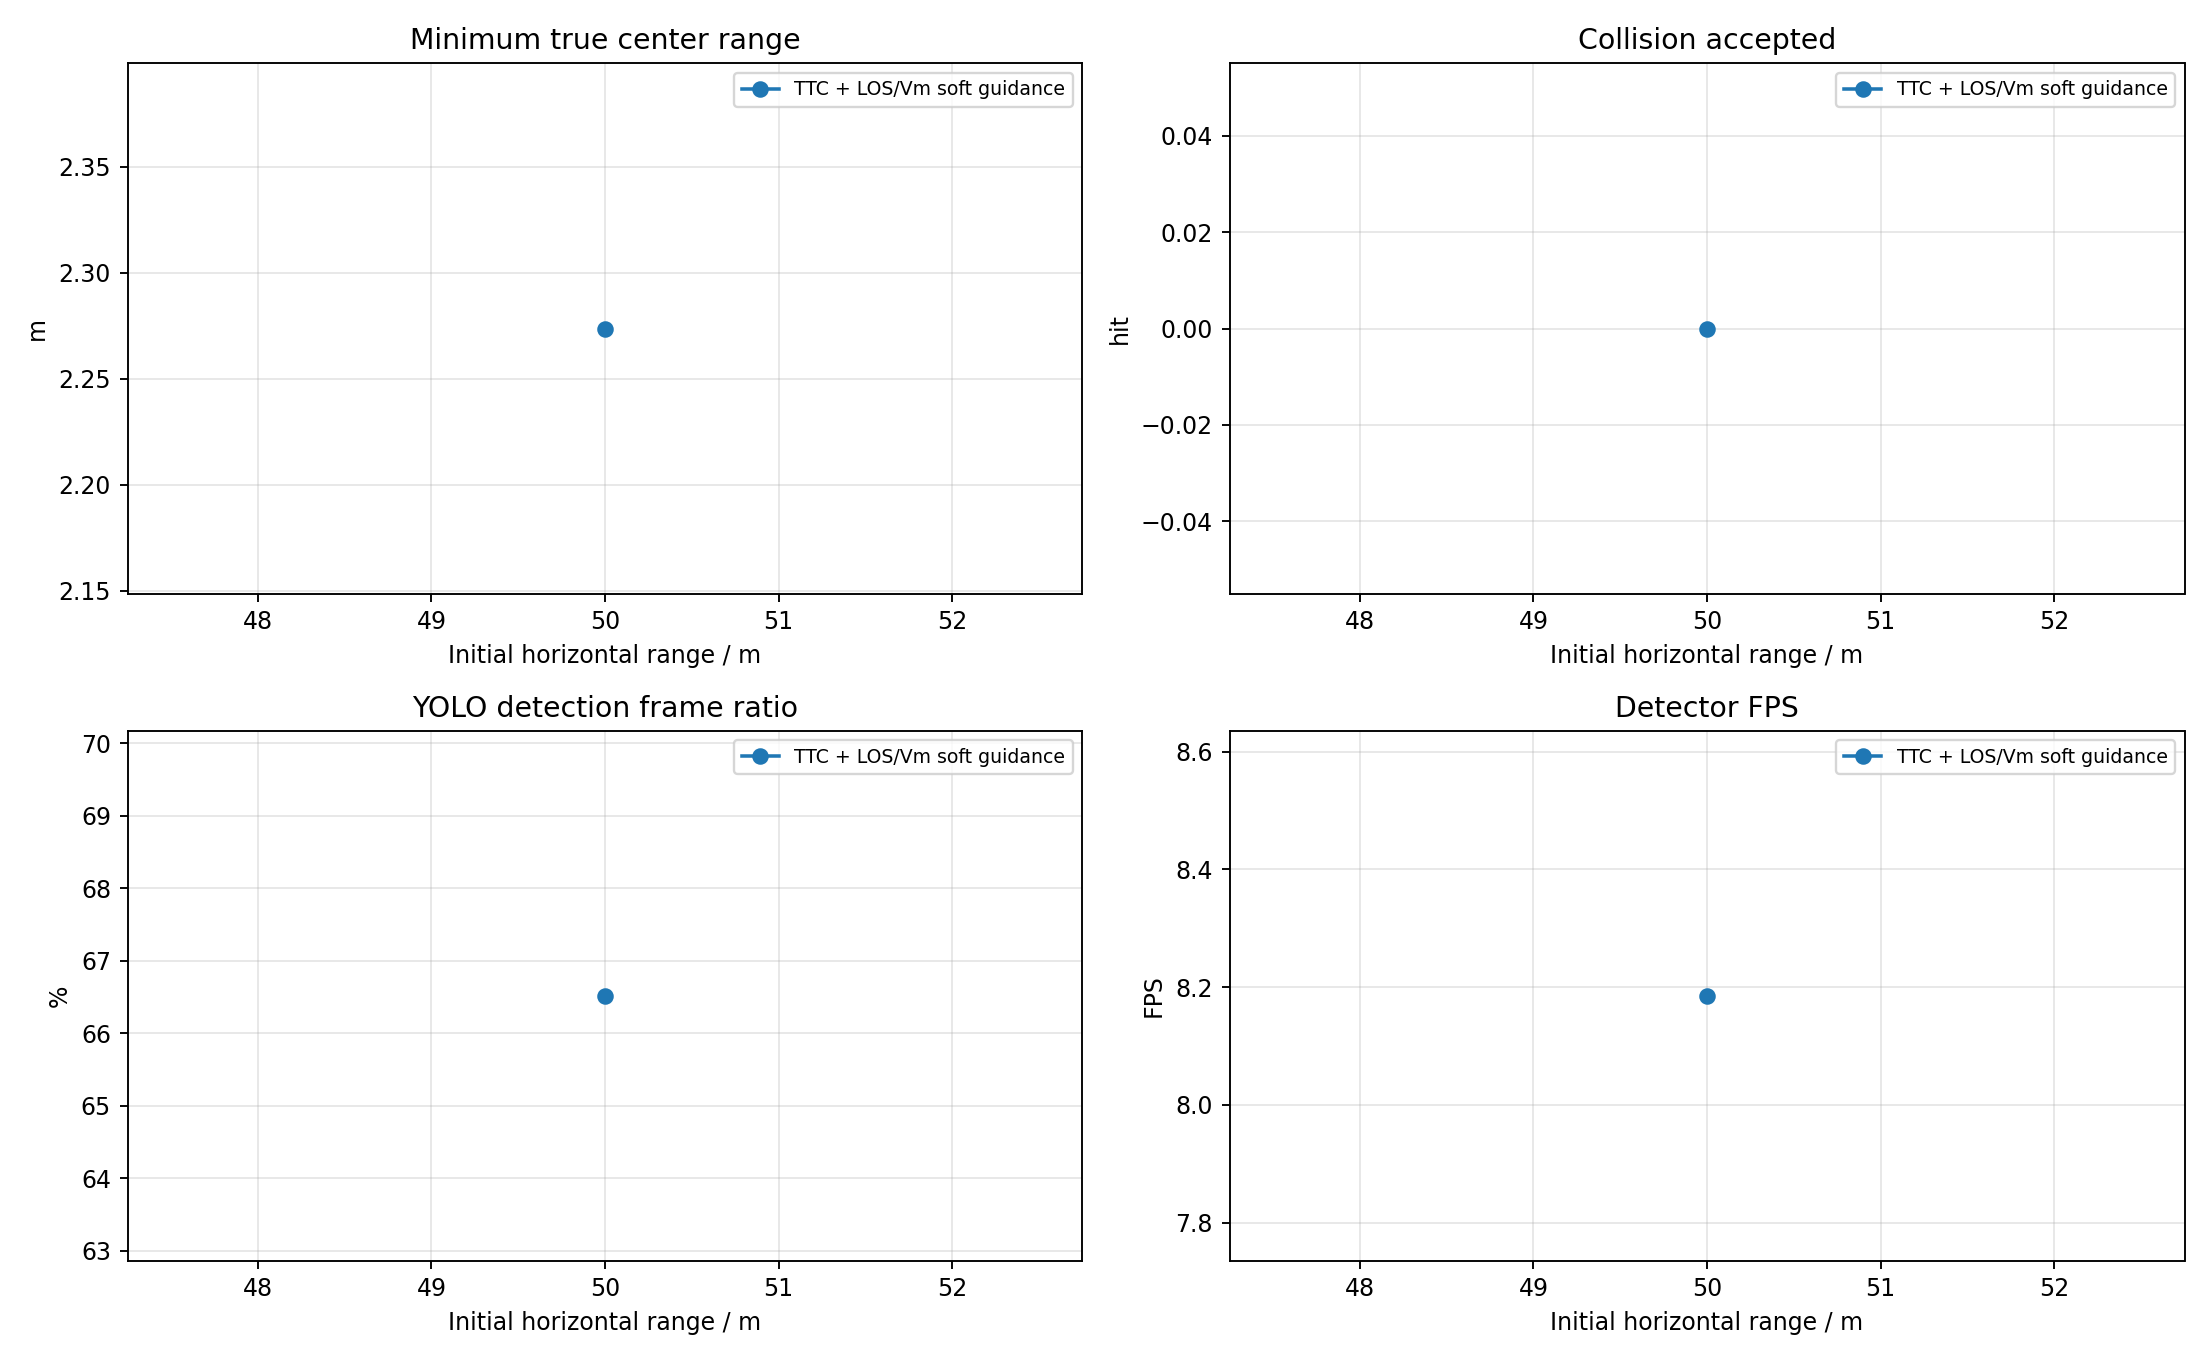 Minimum true center range
TTC + LOS/Vm soft guidance
2.35
2.30
2.25
2.20
2.15
m
48 49 50 51 52
Initial horizontal range / m
Collision accepted
TTC + LOS/Vm soft guidance
0.04
0.02
0.00
−0.02
−0.04
hit
48 49 50 51 52
Initial horizontal range / m
YOLO detection frame ratio
TTC + LOS/Vm soft guidance
70
69
68
67
66
65
64
63
%
48 49 50 51 52
Initial horizontal range / m
Detector FPS
TTC + LOS/Vm soft guidance
8.6
8.4
8.2
8.0
7.8
FPS
48 49 50 51 52
Initial horizontal range / m